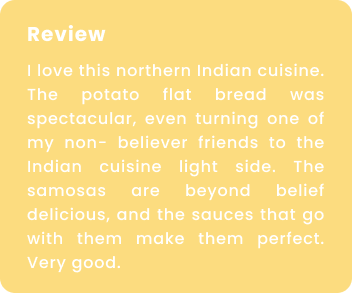 Review
I love this northern Indian cuisine.
The potato flat bread was
spectacular, even turning one of
my non- believer friends to the
Indian cuisine light side. The
samosas are beyond belief
delicious, and the sauces that go
with them make them perfect.
Very good.